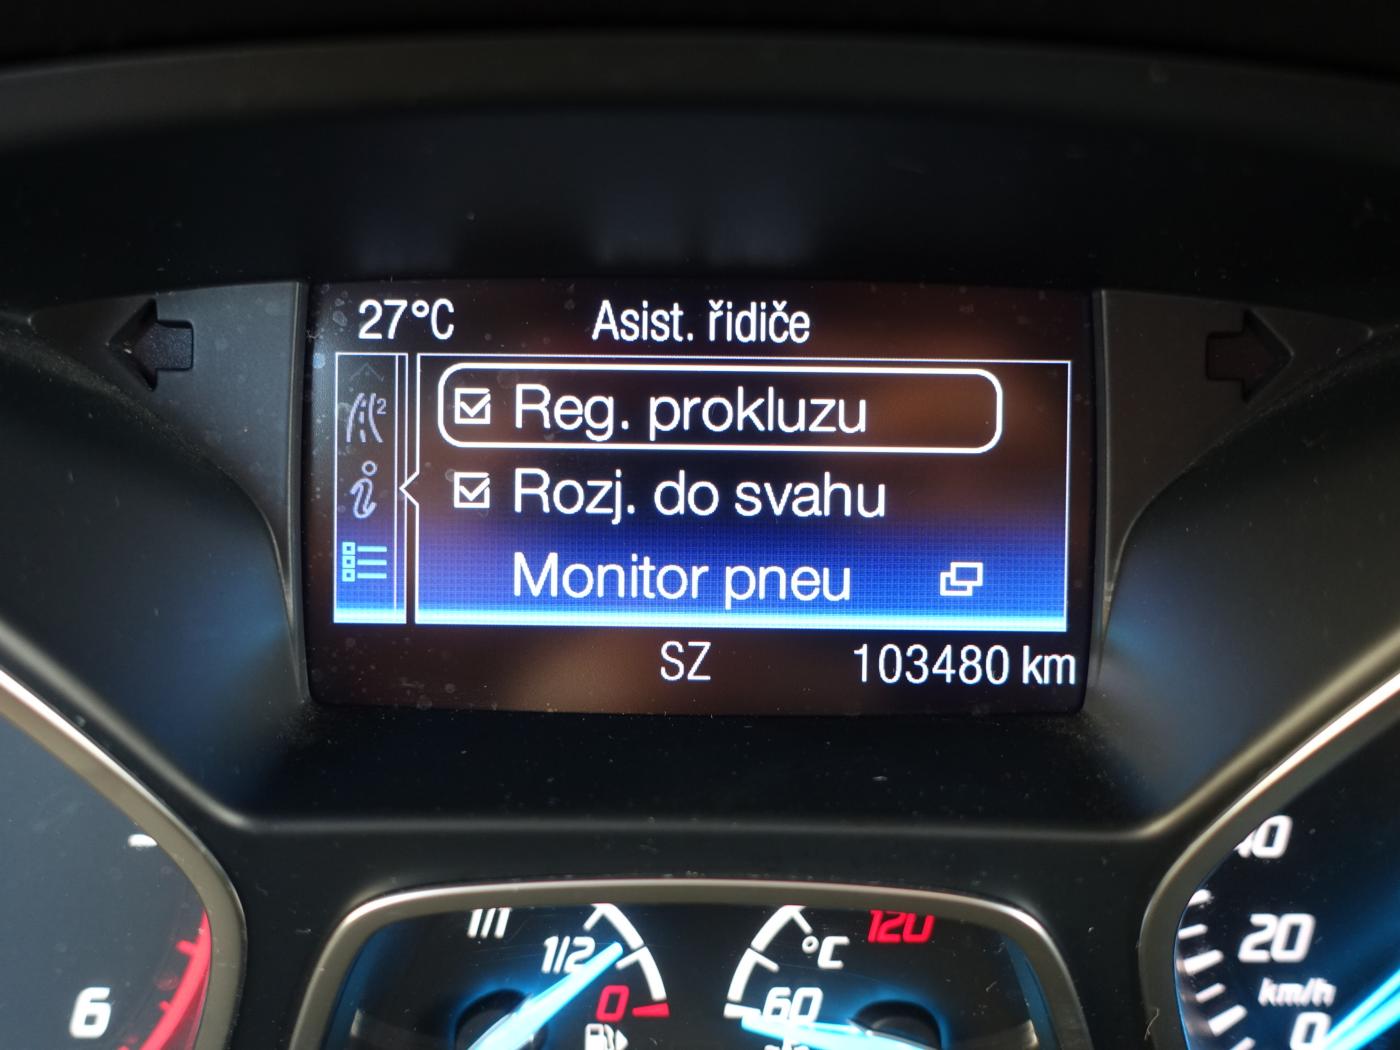 27°C Asist. řidiče
Reg. prokluzu
Rozj. do svahu
Monitor pneu
SZ 103480 km
6
1/1
1/2
0
°C
120
60
40
20
km/h
0